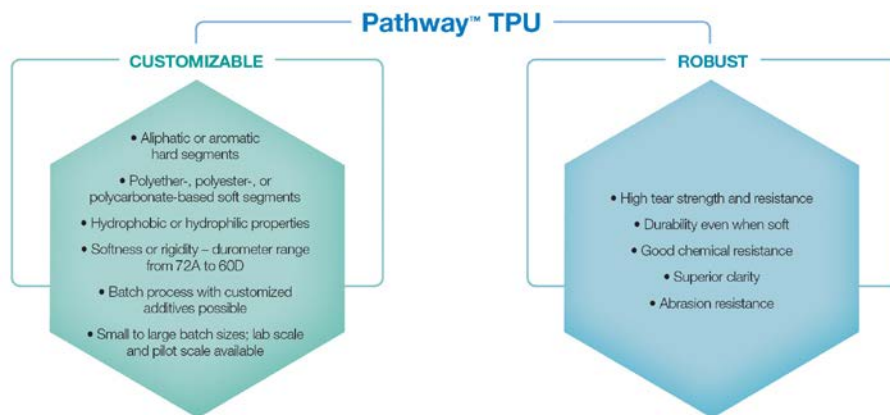 Pathway™ TPU
CUSTOMIZABLE
• Aliphatic or aromatic
hard segments
• Polyether-, polyester-, or
polycarbonate-based soft segments
• Hydrophobic or hydrophilic properties
• Softness or rigidity – durometer range
from 72A to 60D
• Batch process with customized
additives possible
• Small to large batch sizes; lab scale
and pilot scale available
ROBUST
• High tear strength and resistance
• Durability even when soft
• Good chemical resistance
• Superior clarity
• Abrasion resistance